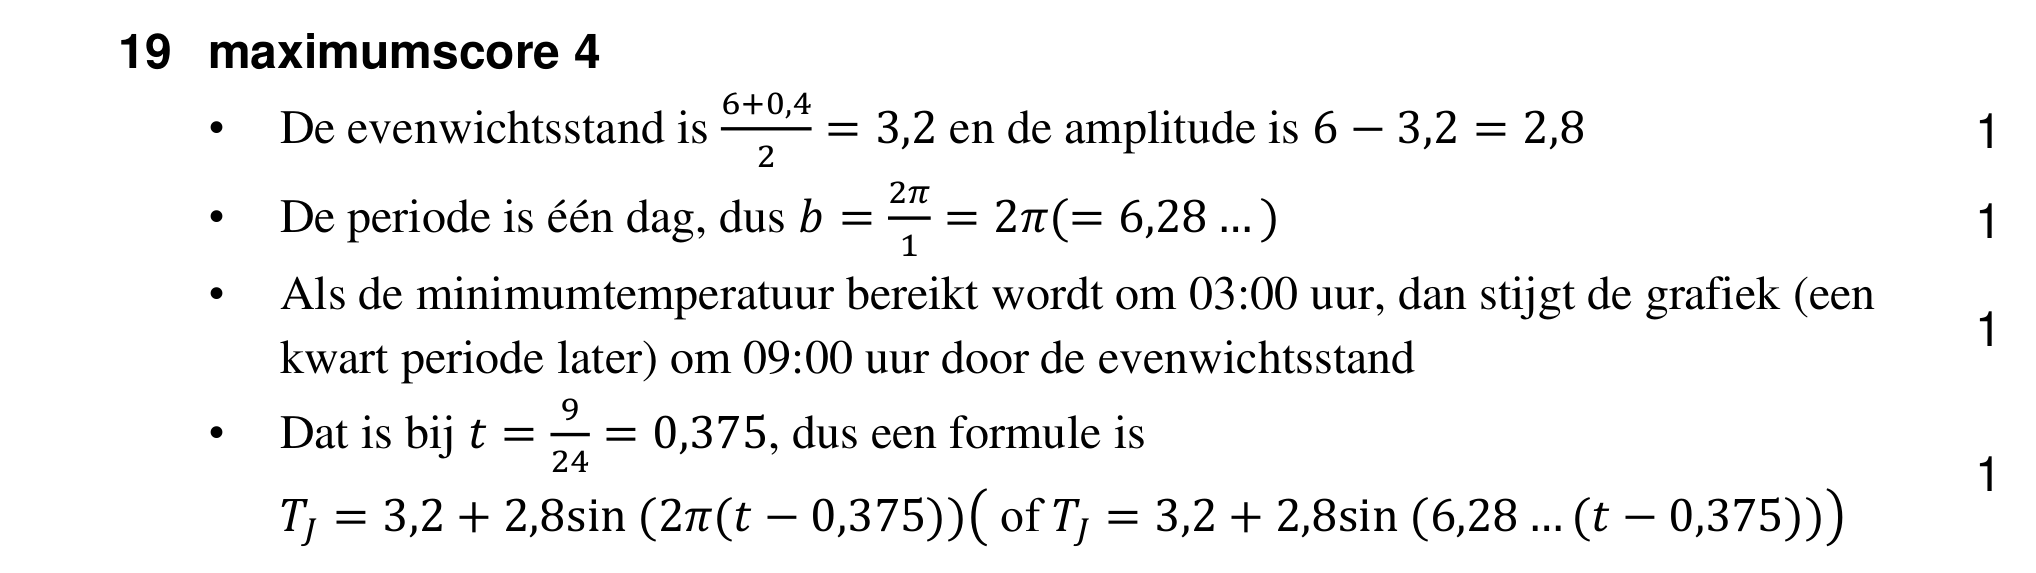 19 maximumscore 4
• De evenwichtsstand is \frac{6+0,4}{2} = 3,2 en de amplitude is 6 − 3,2 = 2,8 1
• De periode is één dag, dus b = \frac{2π}{1} = 2π(= 6,28 … ) 1
• Als de minimumtemperatuur bereikt wordt om 03:00 uur, dan stijgt de grafiek (een
kwart periode later) om 09:00 uur door de evenwichtsstand 1
• Dat is bij t = \frac{9}{24} = 0,375, dus een formule is
T_J = 3,2 + 2,8sin (2π(t − 0,375))( of T_J = 3,2 + 2,8sin (6,28 … (t − 0,375))) 1